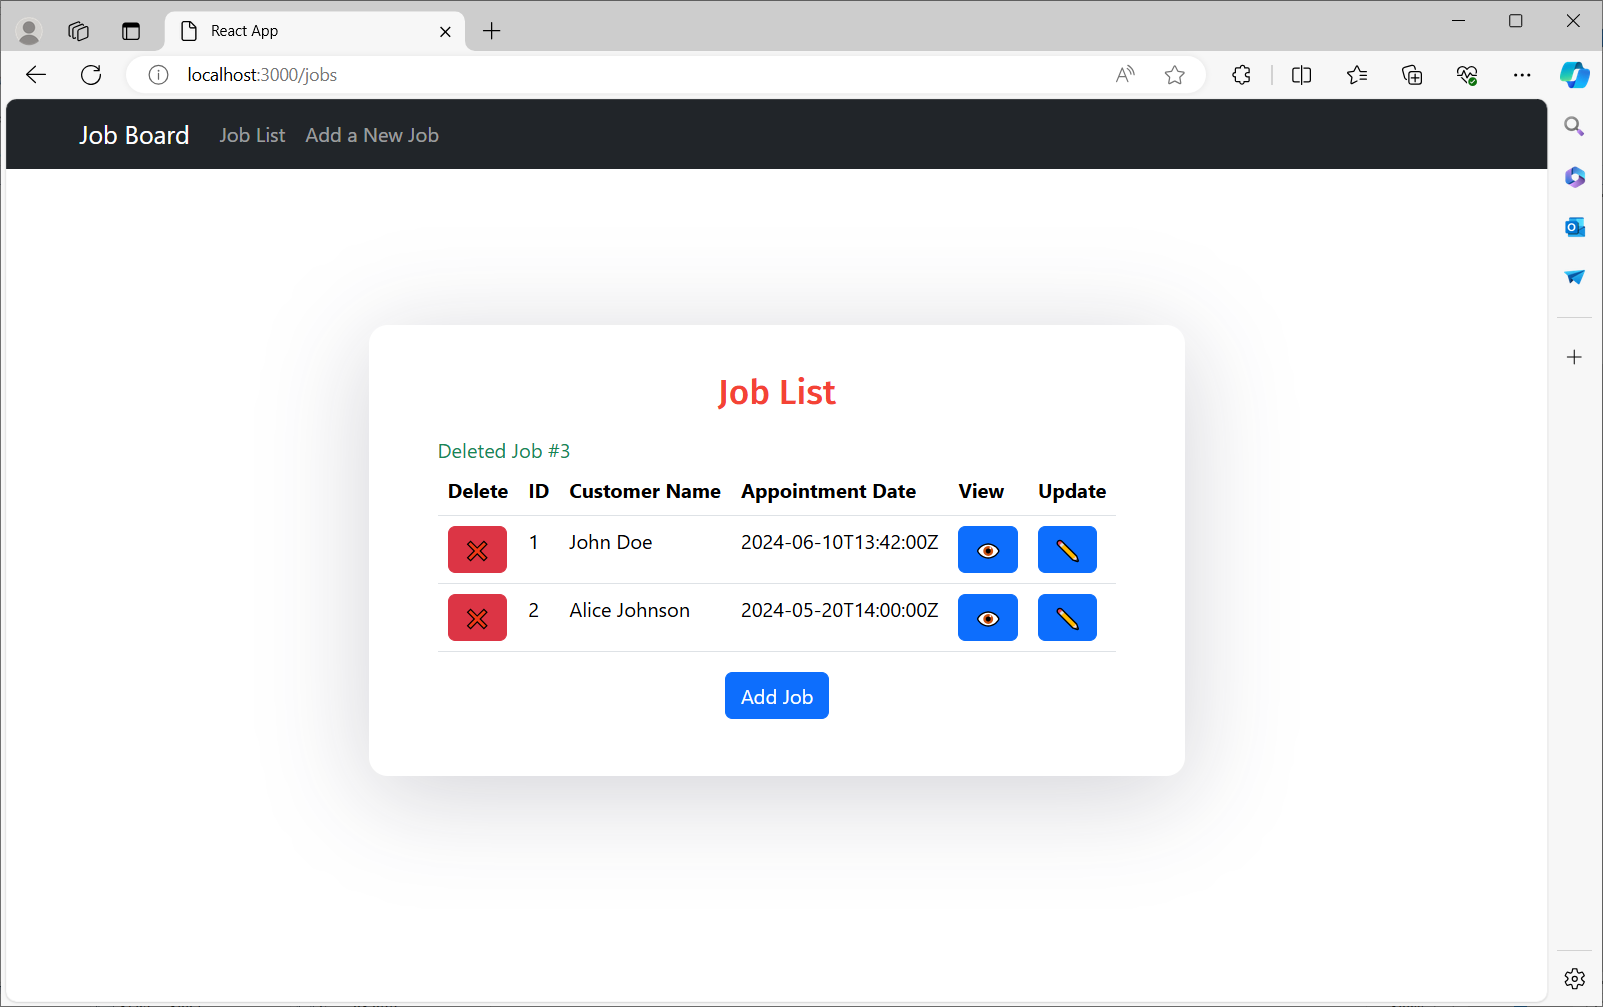 React App
localhost:3000/jobs
Job Board Job List Add a New Job
Job List
Deleted Job #3
Delete ID Customer Name Appointment Date View Update
1 John Doe 2024-06-10T13:42:00Z
2 Alice Johnson 2024-05-20T14:00:00Z
Add Job